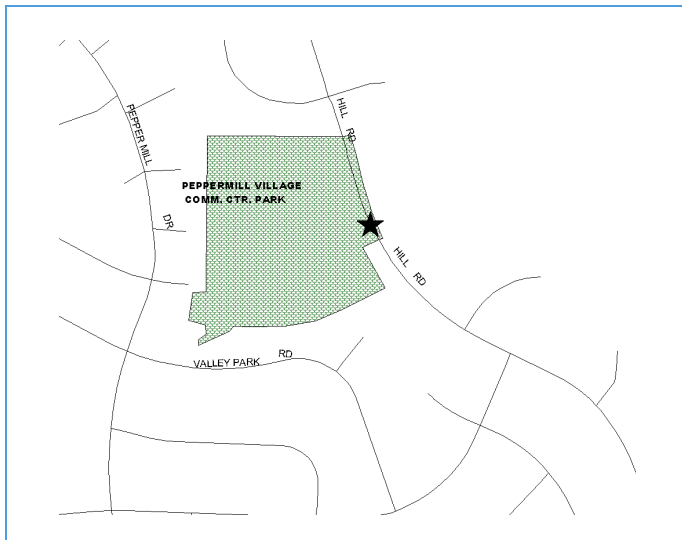 HILL RD
PEPPER MILL
DR
PEPPERMILL VILLAGE
COMM. CTR. PARK
HILL RD
VALLEY PARK RD